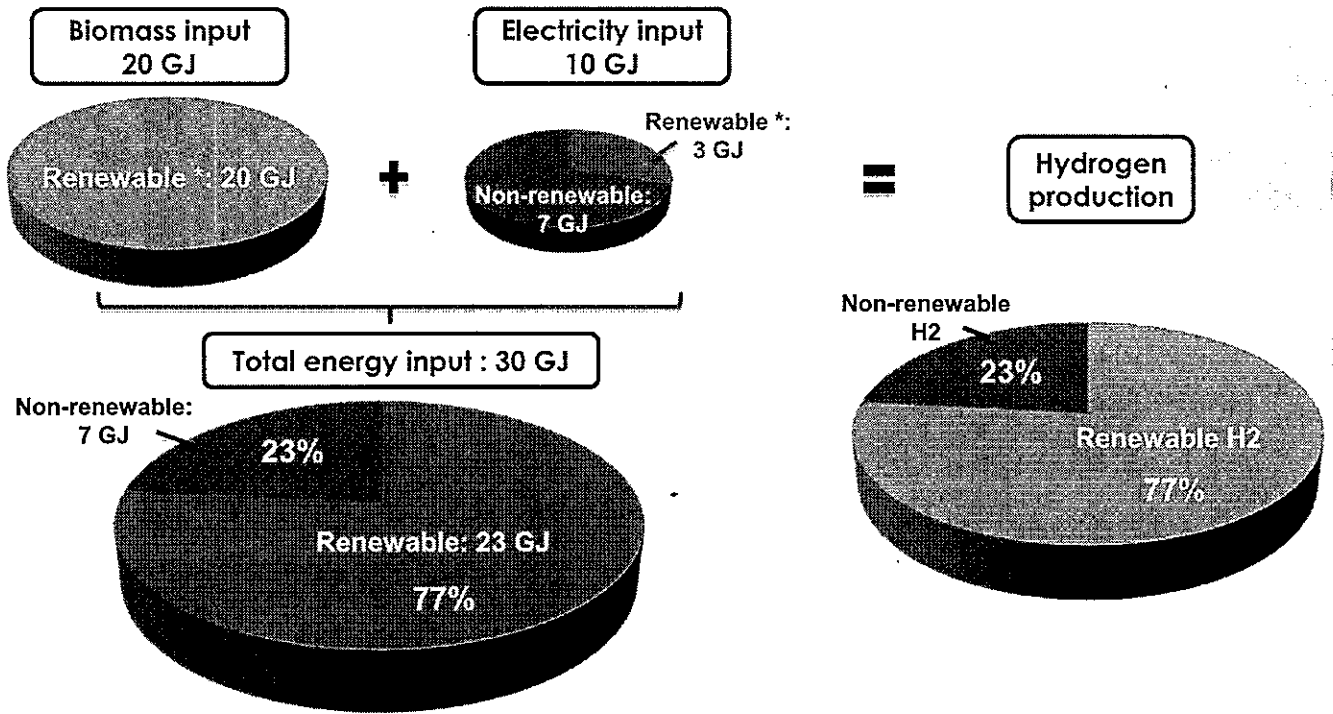 Biomass input
20 GJ
Electricity input
10 GJ
Renewable *: 20 GJ
+
Renewable *:
3 GJ
Non-renewable:
7 GJ
=
Hydrogen
production
Total energy input : 30 GJ
Non-renewable:
7 GJ
23%
Renewable: 23 GJ
77%
Non-renewable
H2
23%
Renewable H2
77%